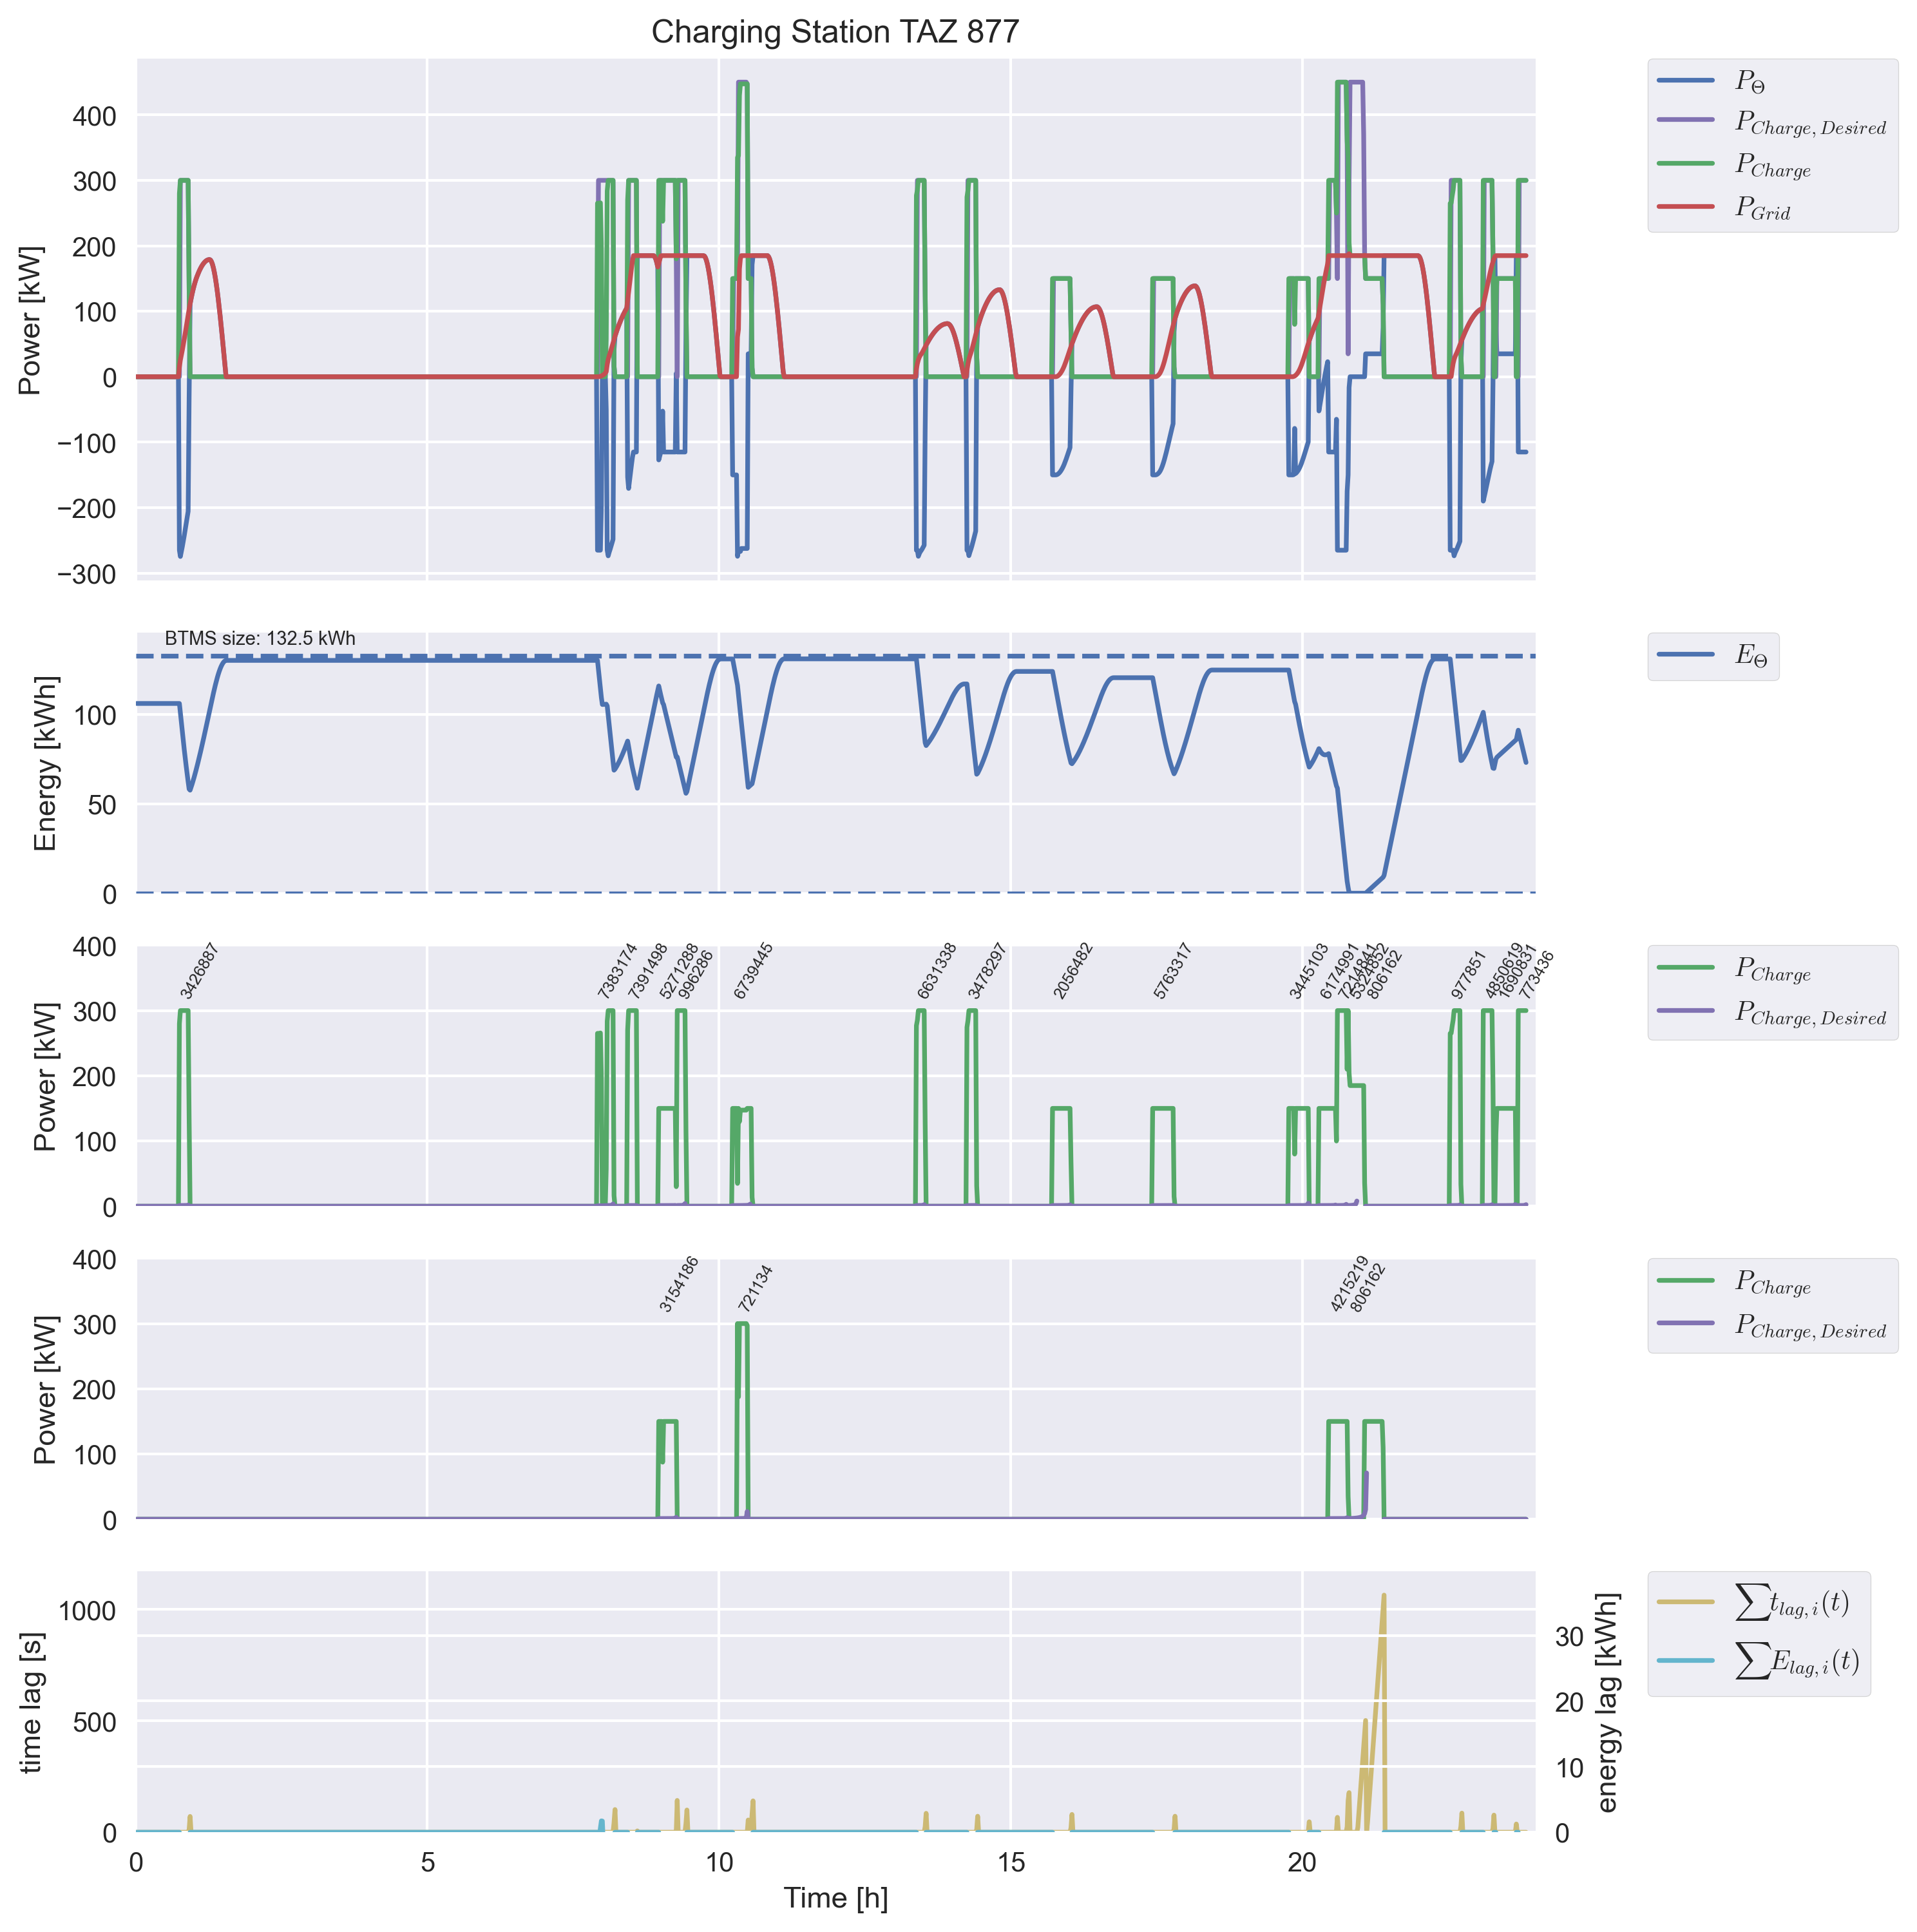 Charging Station TAZ 877
Power [kW]
400
300
200
100
0
−100
−200
−300
P_Θ
P_Charge, Desired
P_Charge
P_Grid
BTMS size: 132.5 kWh
Energy [kWh]
100
50
0
E_Θ
Power [kW]
400
300
200
100
0
3426887
7383174
7391498
5271288
996286
6739445
6631338
3478297
2056482
5763317
3445103
6174991
5324852
806162
977851
4850619
1690831
773436
P_Charge
P_Charge, Desired
Power [kW]
400
300
200
100
0
3154186
721134
4215219
806162
P_Charge
P_Charge, Desired
time lag [s]
1000
500
0
energy lag [kWh]
30
20
10
0
∑t_lag, i(t)
∑E_lag, i(t)
0
5
10
15
20
Time [h]